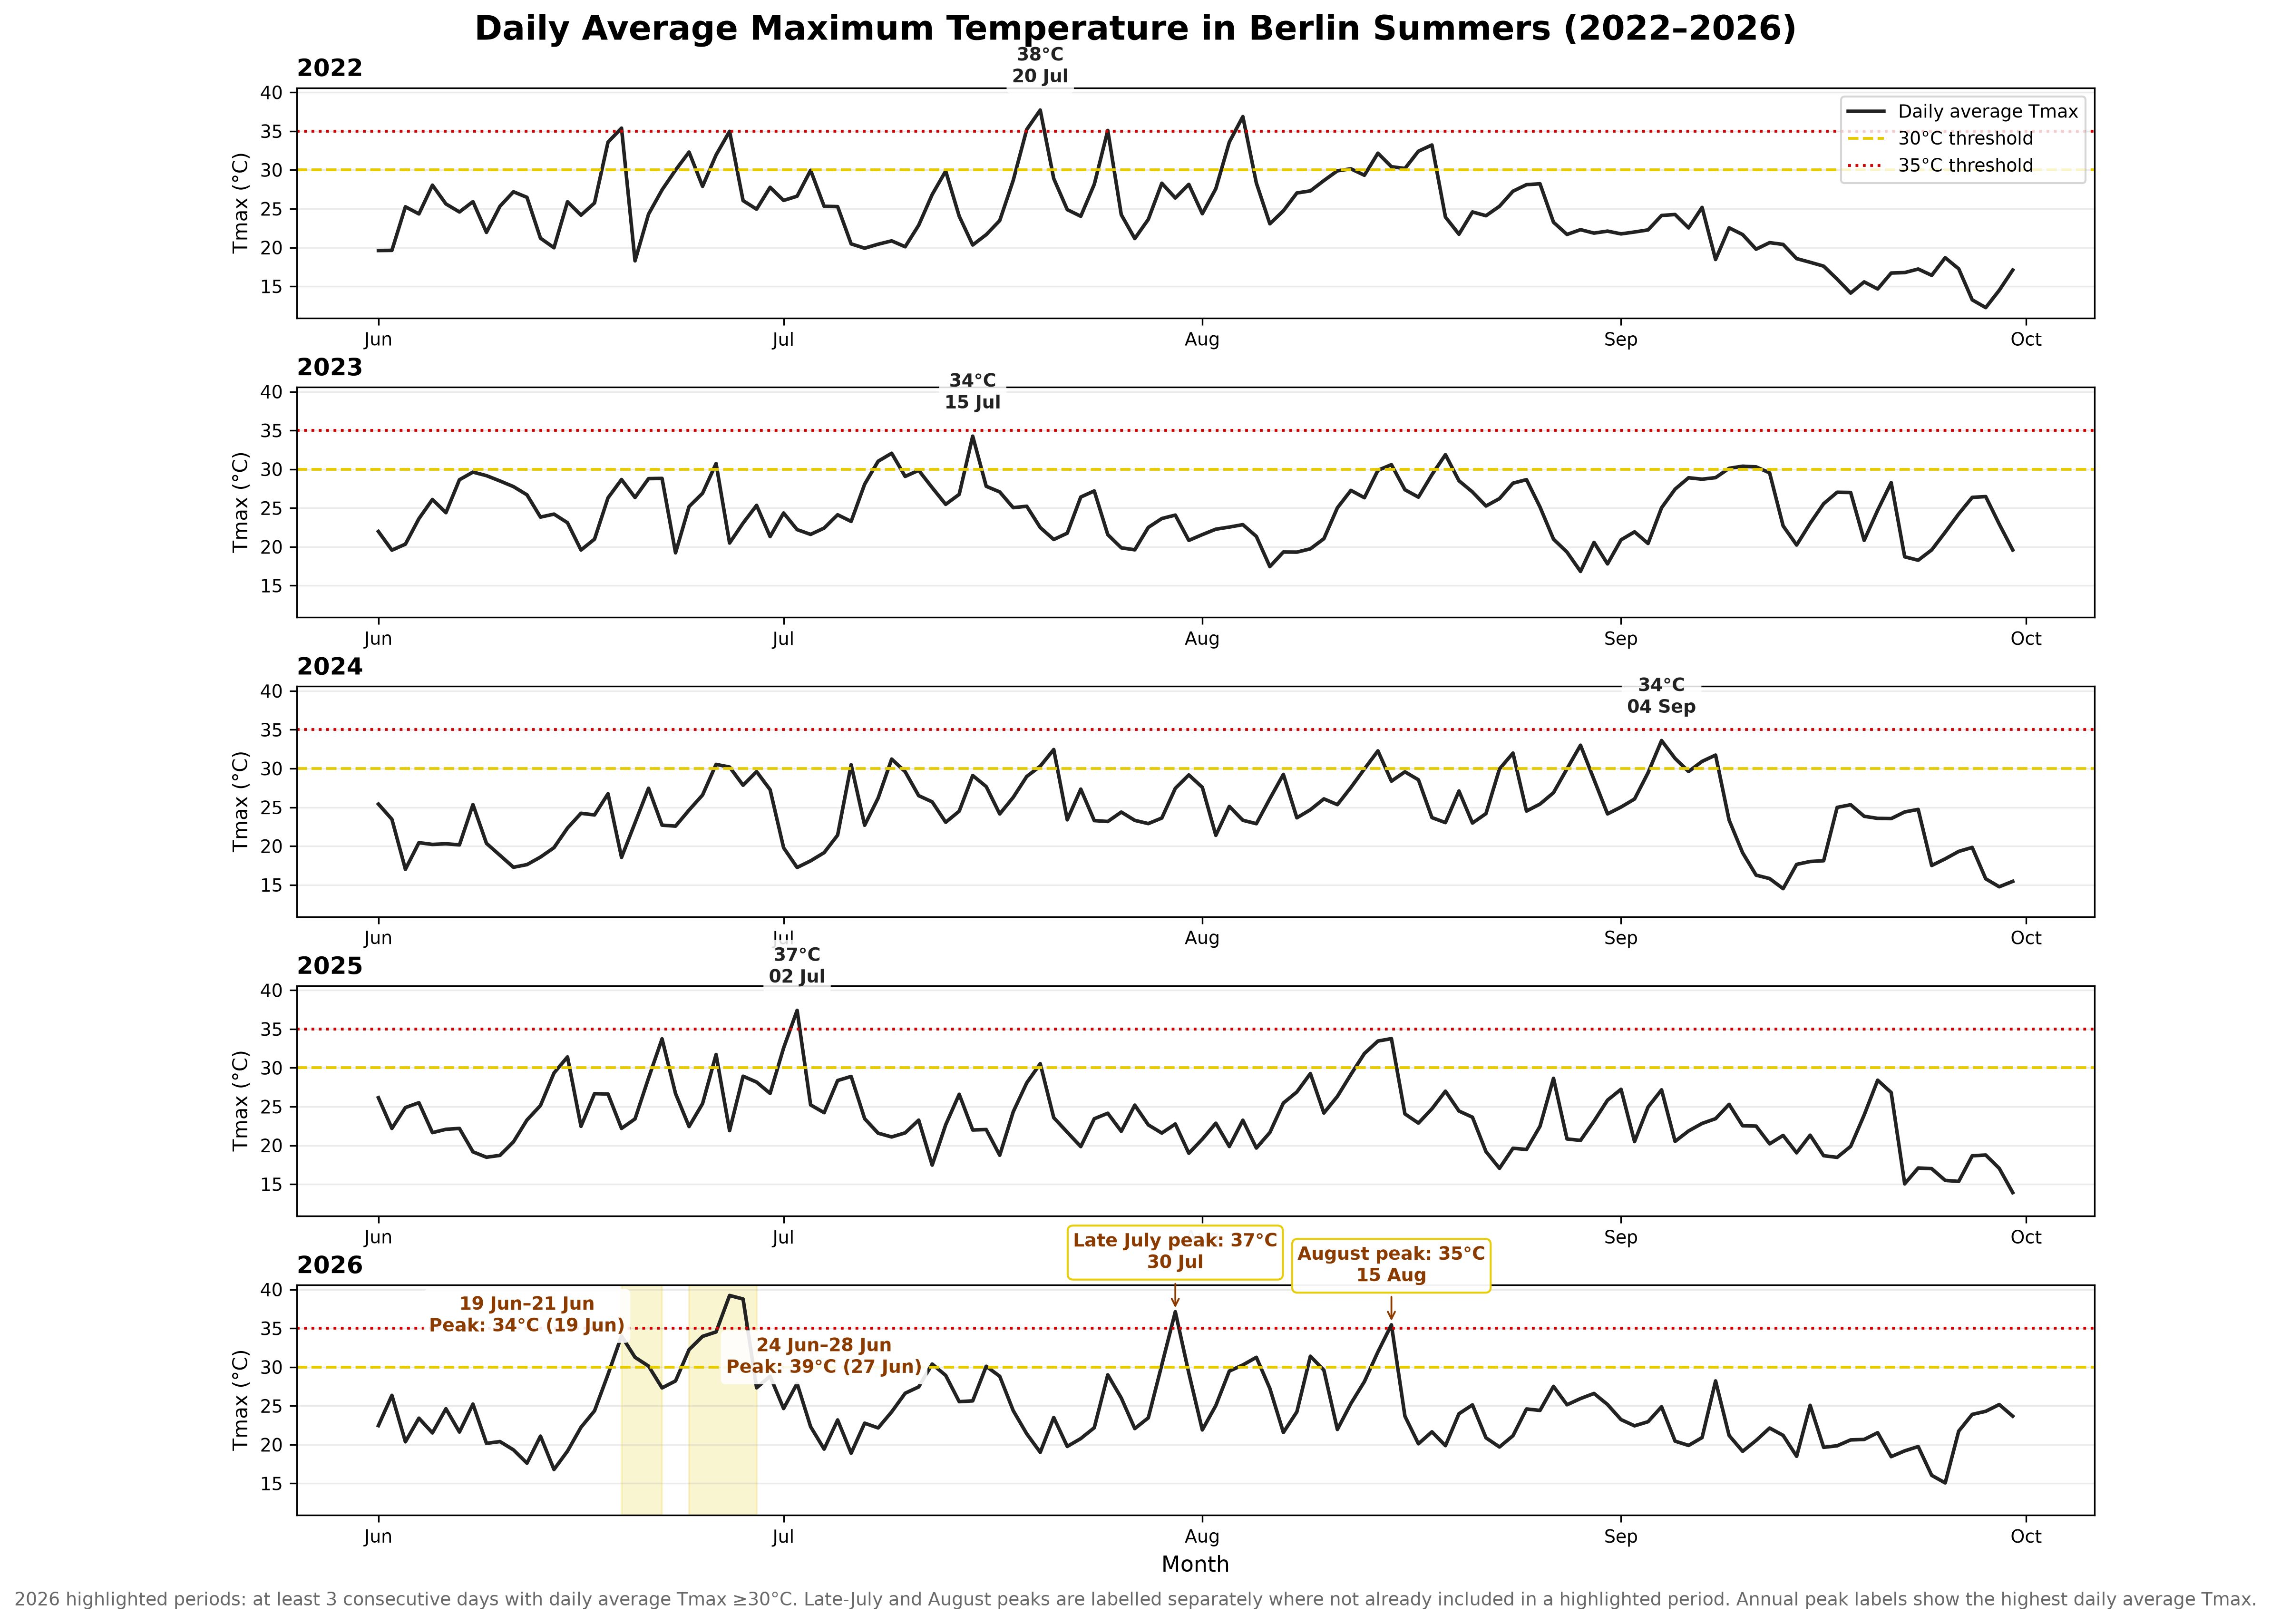 Daily Average Maximum Temperature in Berlin Summers (2022–2026)
2022
38°C
20 Jul
Daily average Tmax
30°C threshold
35°C threshold
Tmax (°C)
40
35
30
25
20
15
Jun
Jul
Aug
Sep
Oct
2023
34°C
15 Jul
Tmax (°C)
40
35
30
25
20
15
Jun
Jul
Aug
Sep
Oct
2024
34°C
04 Sep
Tmax (°C)
40
35
30
25
20
15
Jun
Jul
Aug
Sep
Oct
2025
37°C
02 Jul
Tmax (°C)
40
35
30
25
20
15
Jun
Jul
Aug
Sep
Oct
2026
Late July peak: 37°C
30 Jul
August peak: 35°C
15 Aug
19 Jun–21 Jun
Peak: 34°C (19 Jun)
24 Jun–28 Jun
Peak: 39°C (27 Jun)
Tmax (°C)
40
35
30
25
20
15
Jun
Jul
Aug
Sep
Oct
Month
2026 highlighted periods: at least 3 consecutive days with daily average Tmax ≥30°C. Late-July and August peaks are labelled separately where not already included in a highlighted period. Annual peak labels show the highest daily average Tmax.